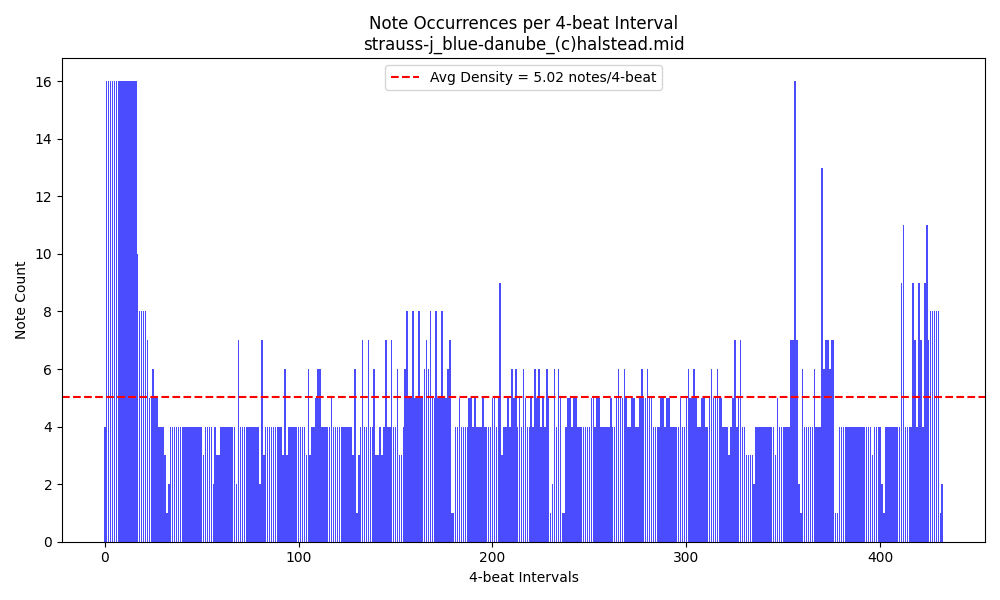 Note Occurrences per 4-beat Interval
strauss-j_blue-danube_(c)halstead.mid
Avg Density = 5.02 notes/4-beat
Note Count
16
14
12
10
8
6
4
2
0
0 100 200 300 400
4-beat Intervals